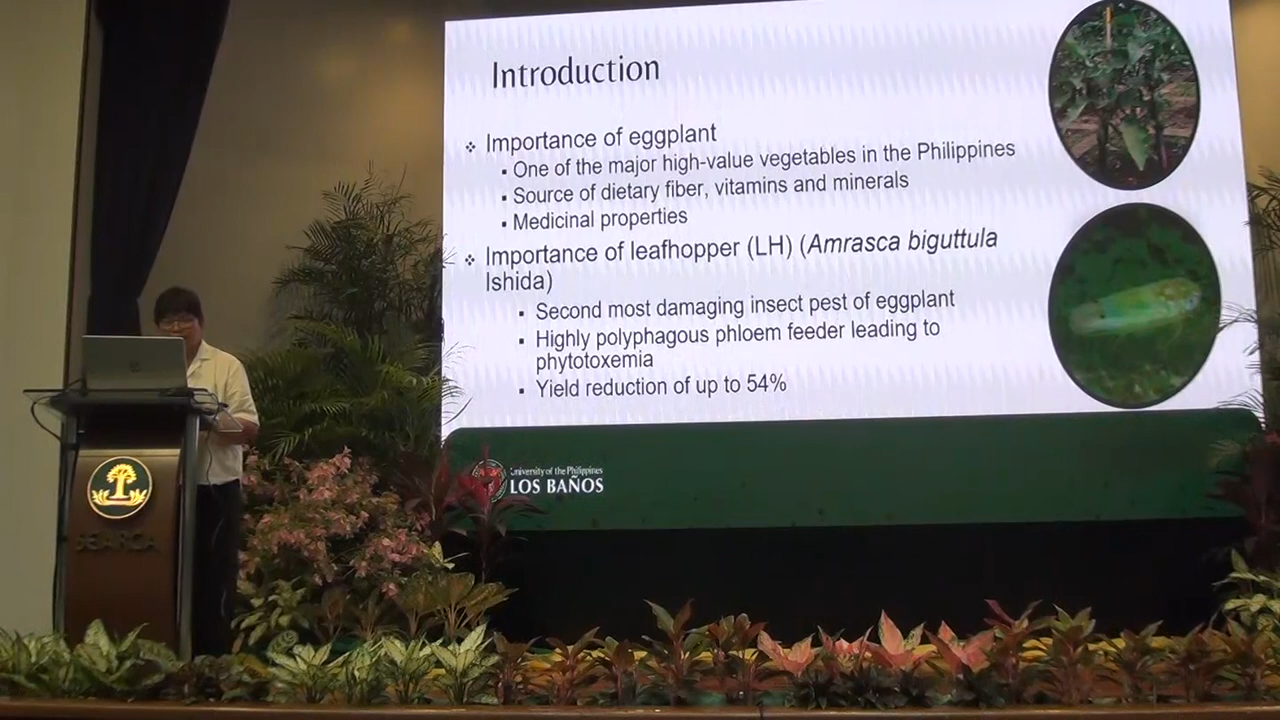 Introduction
❖ Importance of eggplant
▪ One of the major high-value vegetables in the Philippines
▪ Source of dietary fiber, vitamins and minerals
▪ Medicinal properties
❖ Importance of leafhopper (LH) (Amrasca biguttula
Ishida)
▪ Second most damaging insect pest of eggplant
▪ Highly polyphagous phloem feeder leading to
phytotoxemia
▪ Yield reduction of up to 54%
University of the Philippines
LOS BAÑOS
SEARCA